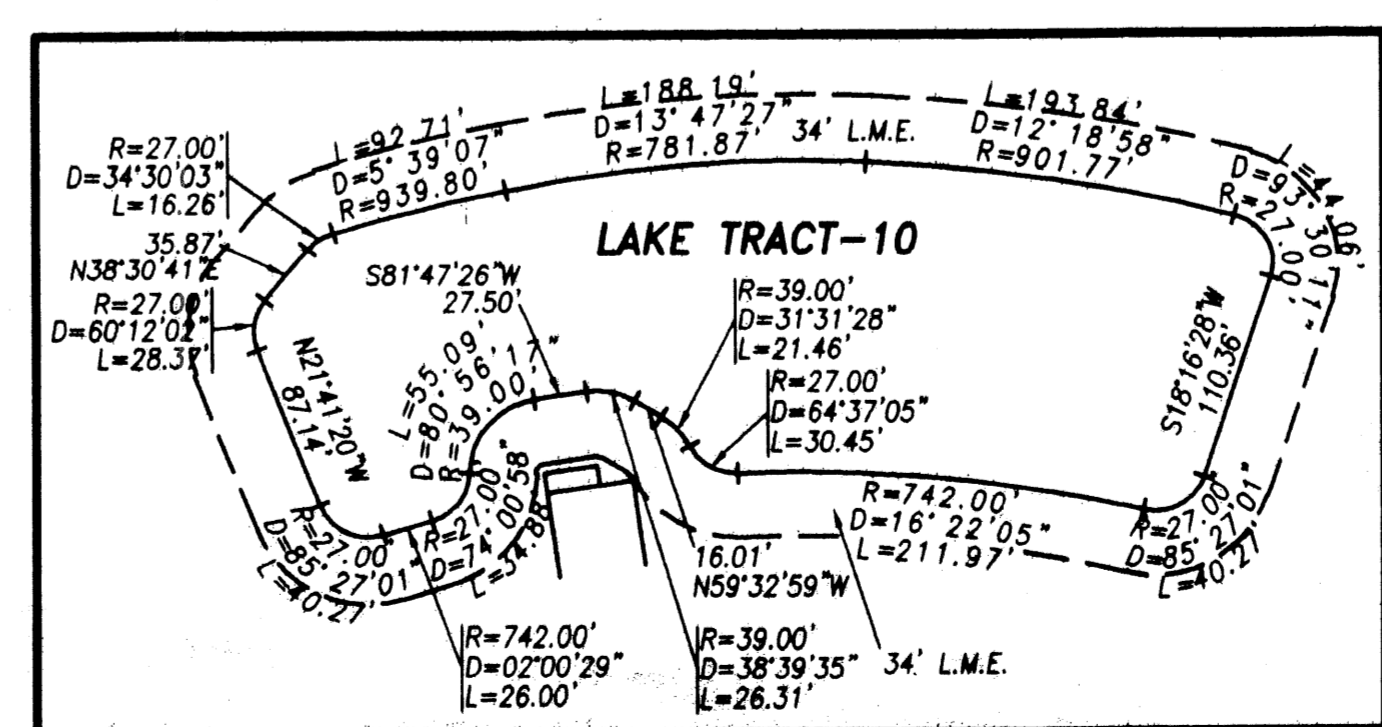 L=92.71'
D=5°39'07"
R=939.80'
L=188.19'
D=13°47'27"
R=781.87'
34' L.M.E.
L=193.84'
D=12°18'58"
R=901.77'
D=93°30'11"
R=27.00'
L=44.06'
R=27.00'
D=34°30'03"
L=16.26'
35.87'
N38°30'41"E
R=27.00'
D=60°12'02"
L=28.37'
LAKE TRACT-10
S81°47'26"W
27.50'
R=39.00'
D=31°31'28"
L=21.46'
R=27.00'
D=64°37'05"
L=30.45'
N21°41'20"W
87.14'
L=55.09'
D=80°56'17"
R=39.00'
S18°16'28"W
110.36'
R=27.00'
D=85°27'01"
L=40.27'
R=27.00'
D=74°00'58"
L=34.88'
R=742.00'
D=16°22'05"
L=211.97'
R=27.00'
D=85°27'01"
L=40.27'
16.01'
N59°32'59"W
R=742.00'
D=02°00'29"
L=26.00'
R=39.00'
D=38°39'35"
L=26.31'
34' L.M.E.